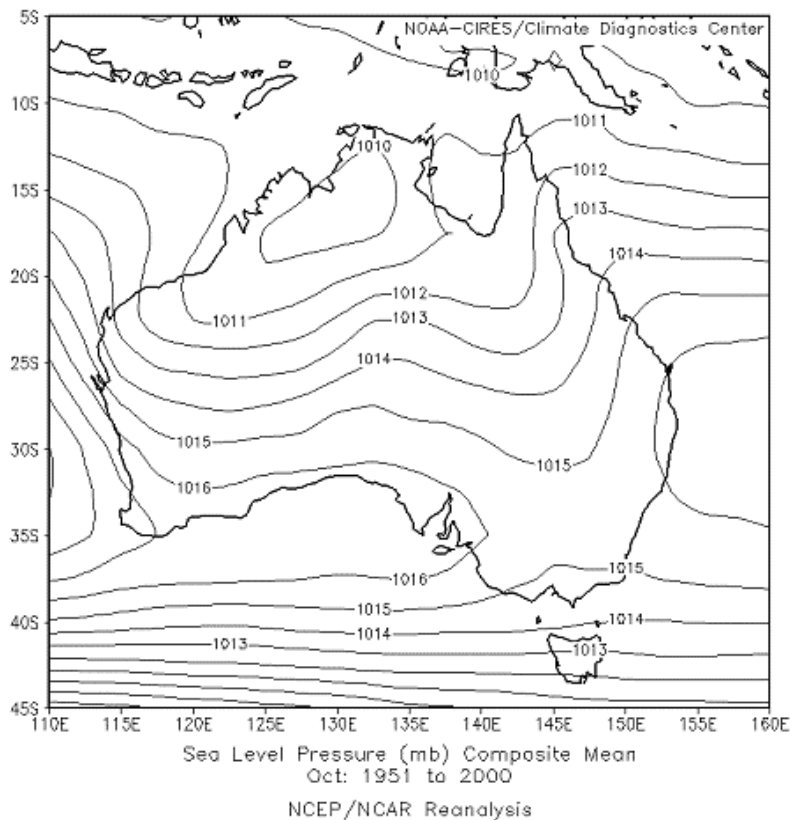 5S
NOAA-CIRES/Climate Diagnostics Center
1010
10S
1011
1010
1012
15S
1013
1014
20S
1012
1011
1013
25S
1014
1015
1015
30S
1016
35S
1016
1015
1015
40S
1014
1014
1013
1013
45S
110E 115E 120E 125E 130E 135E 140E 145E 150E 155E 160E
Sea Level Pressure (mb) Composite Mean
Oct: 1951 to 2000
NCEP/NCAR Reanalysis